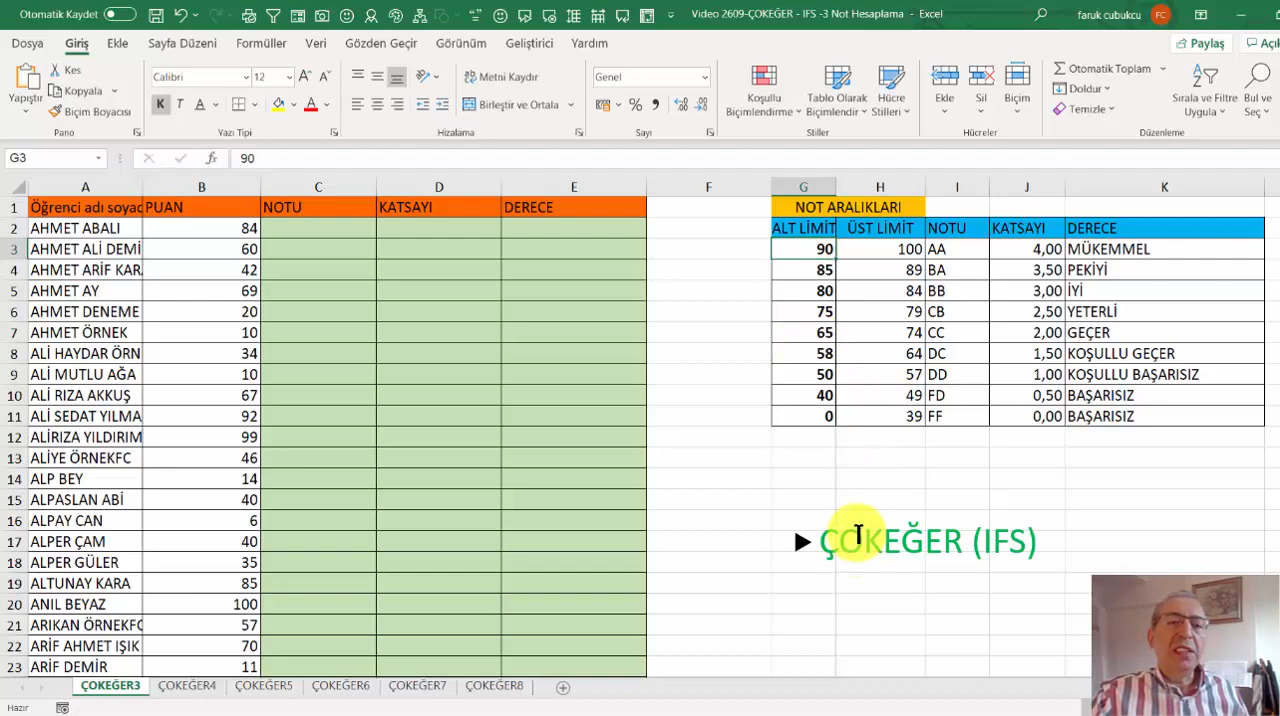 Otomatik Kaydet
Video 2609-ÇOKEĞER - IFS -3 Not Hesaplama - Excel
faruk cubukcu
FC
Dosya Giriş Ekle Sayfa Düzeni Formüller Veri Gözden Geçir Görünüm Geliştirici Yardım
Paylaş
Yapıştır
Kes
Kopyala
Biçim Boyacısı
Pano
Calibri 12
K T A
Yazı Tipi
Metni Kaydır
Birleştir ve Ortala
Hizalama
Genel
Sayı
Koşullu Biçimlendirme
Tablo Olarak Biçimlendir
Hücre Stilleri
Stiller
Ekle
Sil
Biçim
Hücreler
Otomatik Toplam
Doldur
Temizle
Sırala ve Filtre Uygula
Bul ve Seç
Düzenleme
G3 fx 90
A B C D E F G H I J K
1 Öğrenci adı soyad PUAN NOTU KATSAYI DERECE NOT ARALIKLARI
2 AHMET ABALI 84 ALT LİMİT ÜST LİMİT NOTU KATSAYI DERECE
3 AHMET ALİ DEMİ 60 90 100 AA 4,00 MÜKEMMEL
4 AHMET ARİF KAR 42 85 89 BA 3,50 PEKİYİ
5 AHMET AY 69 80 84 BB 3,00 İYİ
6 AHMET DENEME 20 75 79 CB 2,50 YETERLİ
7 AHMET ÖRNEK 10 65 74 CC 2,00 GEÇER
8 ALİ HAYDAR ÖRN 34 58 64 DC 1,50 KOŞULLU GEÇER
9 ALİ MUTLU AĞA 10 50 57 DD 1,00 KOŞULLU BAŞARISIZ
10 ALİ RIZA AKKUŞ 67 40 49 FD 0,50 BAŞARISIZ
11 ALİ SEDAT YILMA 92 0 39 FF 0,00 BAŞARISIZ
12 ALİRIZA YILDIRIM 99
13 ALİYE ÖRNEKFC 46
14 ALP BEY 14
15 ALPASLAN ABİ 40
16 ALPAY CAN 6
17 ALPER ÇAM 40
ÇOKEĞER (IFS)
18 ALPER GÜLER 35
19 ALTUNAY KARA 85
20 ANIL BEYAZ 100
21 ARIKAN ÖRNEKFC 57
22 ARİF AHMET IŞIK 70
23 ARİF DEMİR 11
ÇOKEĞER3 ÇOKEĞER4 ÇOKEĞER5 ÇOKEĞER6 ÇOKEĞER7 ÇOKEĞER8
Hazır